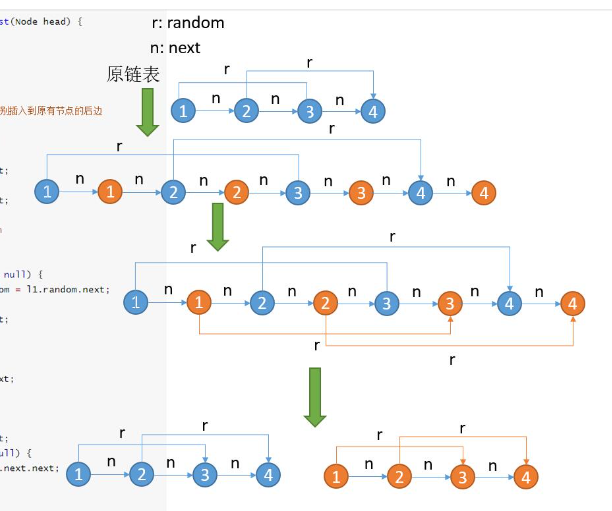 st(Node head) {
r: random
n: next
原链表
r
r
n
n
n
1
2
3
4
别插入到原有节点的后边
r
r
n
n
n
n
n
n
n
1
1
2
2
3
3
4
4
t;
t;
r
r
null) {
om = l1.random.next;
n
n
n
n
n
n
n
1
1
2
2
3
3
4
4
t;
r
r
xt;
t;
ull) {
.next.next;
r
r
n
n
n
1
2
3
4
r
r
n
n
n
1
2
3
4